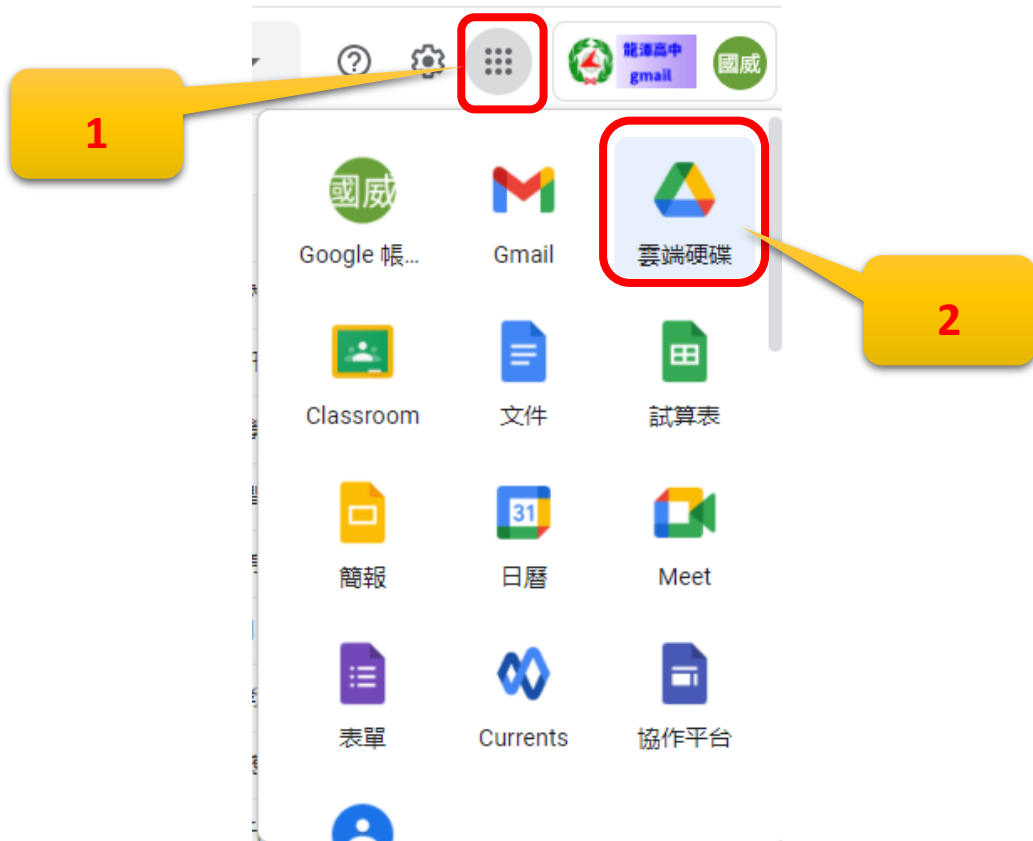 龍潭高中
gmail
國威
1
國威
Google 帳...
Gmail
雲端硬碟
2
Classroom
文件
試算表
31
簡報
日曆
Meet
表單
Currents
協作平台